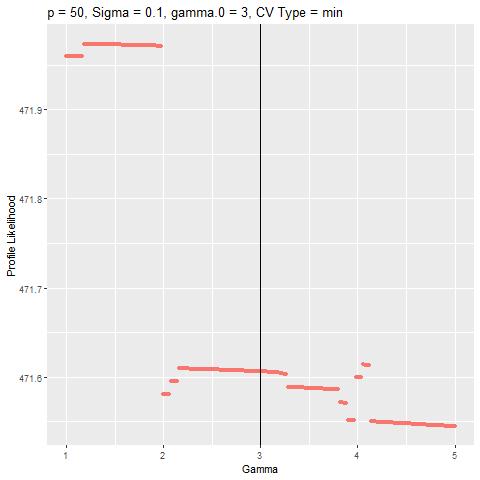 p = 50, Sigma = 0.1, gamma.0 = 3, CV Type = min
Profile Likelihood
471.9
471.8
471.7
471.6
1 2 3 4 5
Gamma